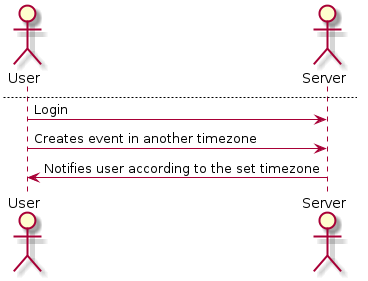 User Server
Login
Creates event in another timezone
Notifies user according to the set timezone
User Server